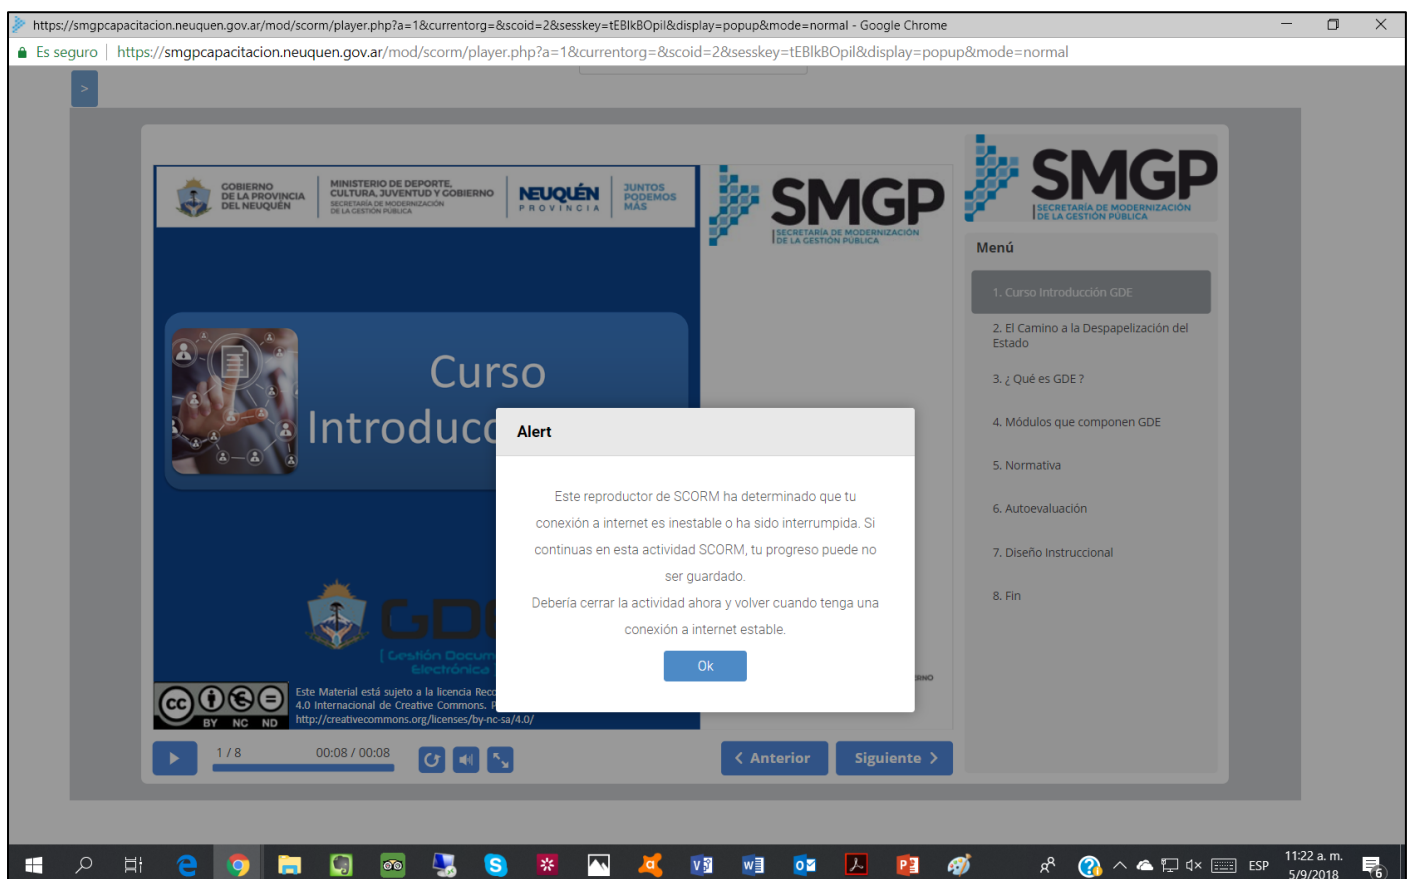 https://smgpcapacitacion.neuquen.gov.ar/mod/scorm/player.php?a=1&currentorg=&scoid=2&sesskey=tEBlkBOpil&display=popup&mode=normal - Google Chrome
Es seguro | https://smgpcapacitacion.neuquen.gov.ar/mod/scorm/player.php?a=1&currentorg=&scoid=2&sesskey=tEBlkBOpil&display=popup&mode=normal
>
GOBIERNO
DE LA PROVINCIA
DEL NEUQUÉN
MINISTERIO DE DEPORTE,
CULTURA, JUVENTUD Y GOBIERNO
SECRETARÍA DE MODERNIZACIÓN
DE LA GESTIÓN PÚBLICA
NEUQUÉN
PROVINCIA
JUNTOS
PODEMOS
MÁS
SMGP
SECRETARÍA DE MODERNIZACIÓN
DE LA GESTIÓN PÚBLICA
SMGP
SECRETARÍA DE MODERNIZACIÓN
DE LA GESTIÓN PÚBLICA
Menú
1. Curso Introducción GDE
2. El Camino a la Despapelización del
Estado
3. ¿ Qué es GDE ?
4. Módulos que componen GDE
5. Normativa
6. Autoevaluación
7. Diseño Instruccional
8. Fin
Curso
Introducc
Alert
Este reproductor de SCORM ha determinado que tu
conexión a internet es inestable o ha sido interrumpida. Si
continuas en esta actividad SCORM, tu progreso puede no
ser guardado.
Debería cerrar la actividad ahora y volver cuando tenga una
conexión a internet estable.
Ok
GDE
[ Gestión Docum
Electrónica
cc
BY NC ND
Este Material está sujeto a la licencia Reco
4.0 Internacional de Creative Commons. P
http://creativecommons.org/licenses/by-nc-sa/4.0/
RNO
1 / 8
00:08 / 00:08
Anterior
Siguiente
ESP
11:22 a. m.
5/9/2018
6